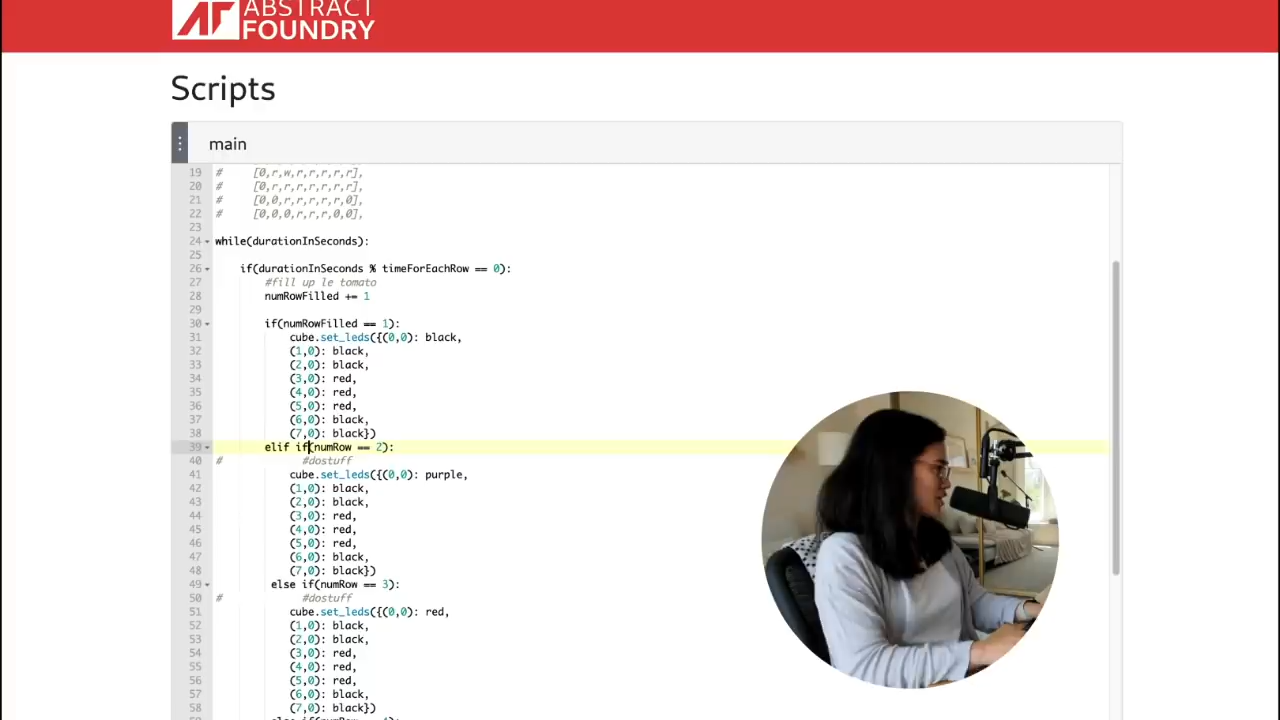 ABSTRACT
FOUNDRY
Scripts
main
19 #     [0,r,w,r,r,r,r,r],
20 #     [0,r,r,r,r,r,r,r],
21 #     [0,0,r,r,r,r,r,0],
22 #     [0,0,0,r,r,r,0,0],
23
24 while(durationInSeconds):
25
26     if(durationInSeconds % timeForEachRow == 0):
27         #fill up le tomato
28         numRowFilled += 1
29
30         if(numRowFilled == 1):
31             cube.set_leds({(0,0): black,
32             (1,0): black,
33             (2,0): black,
34             (3,0): red,
35             (4,0): red,
36             (5,0): red,
37             (6,0): black,
38             (7,0): black})
39         elif if(numRow == 2):
40 #             #dostuff
41             cube.set_leds({(0,0): purple,
42             (1,0): black,
43             (2,0): black,
44             (3,0): red,
45             (4,0): red,
46             (5,0): red,
47             (6,0): black,
48             (7,0): black})
49          else if(numRow == 3):
50 #             #dostuff
51             cube.set_leds({(0,0): red,
52             (1,0): black,
53             (2,0): black,
54             (3,0): red,
55             (4,0): red,
56             (5,0): red,
57             (6,0): black,
58             (7,0): black})